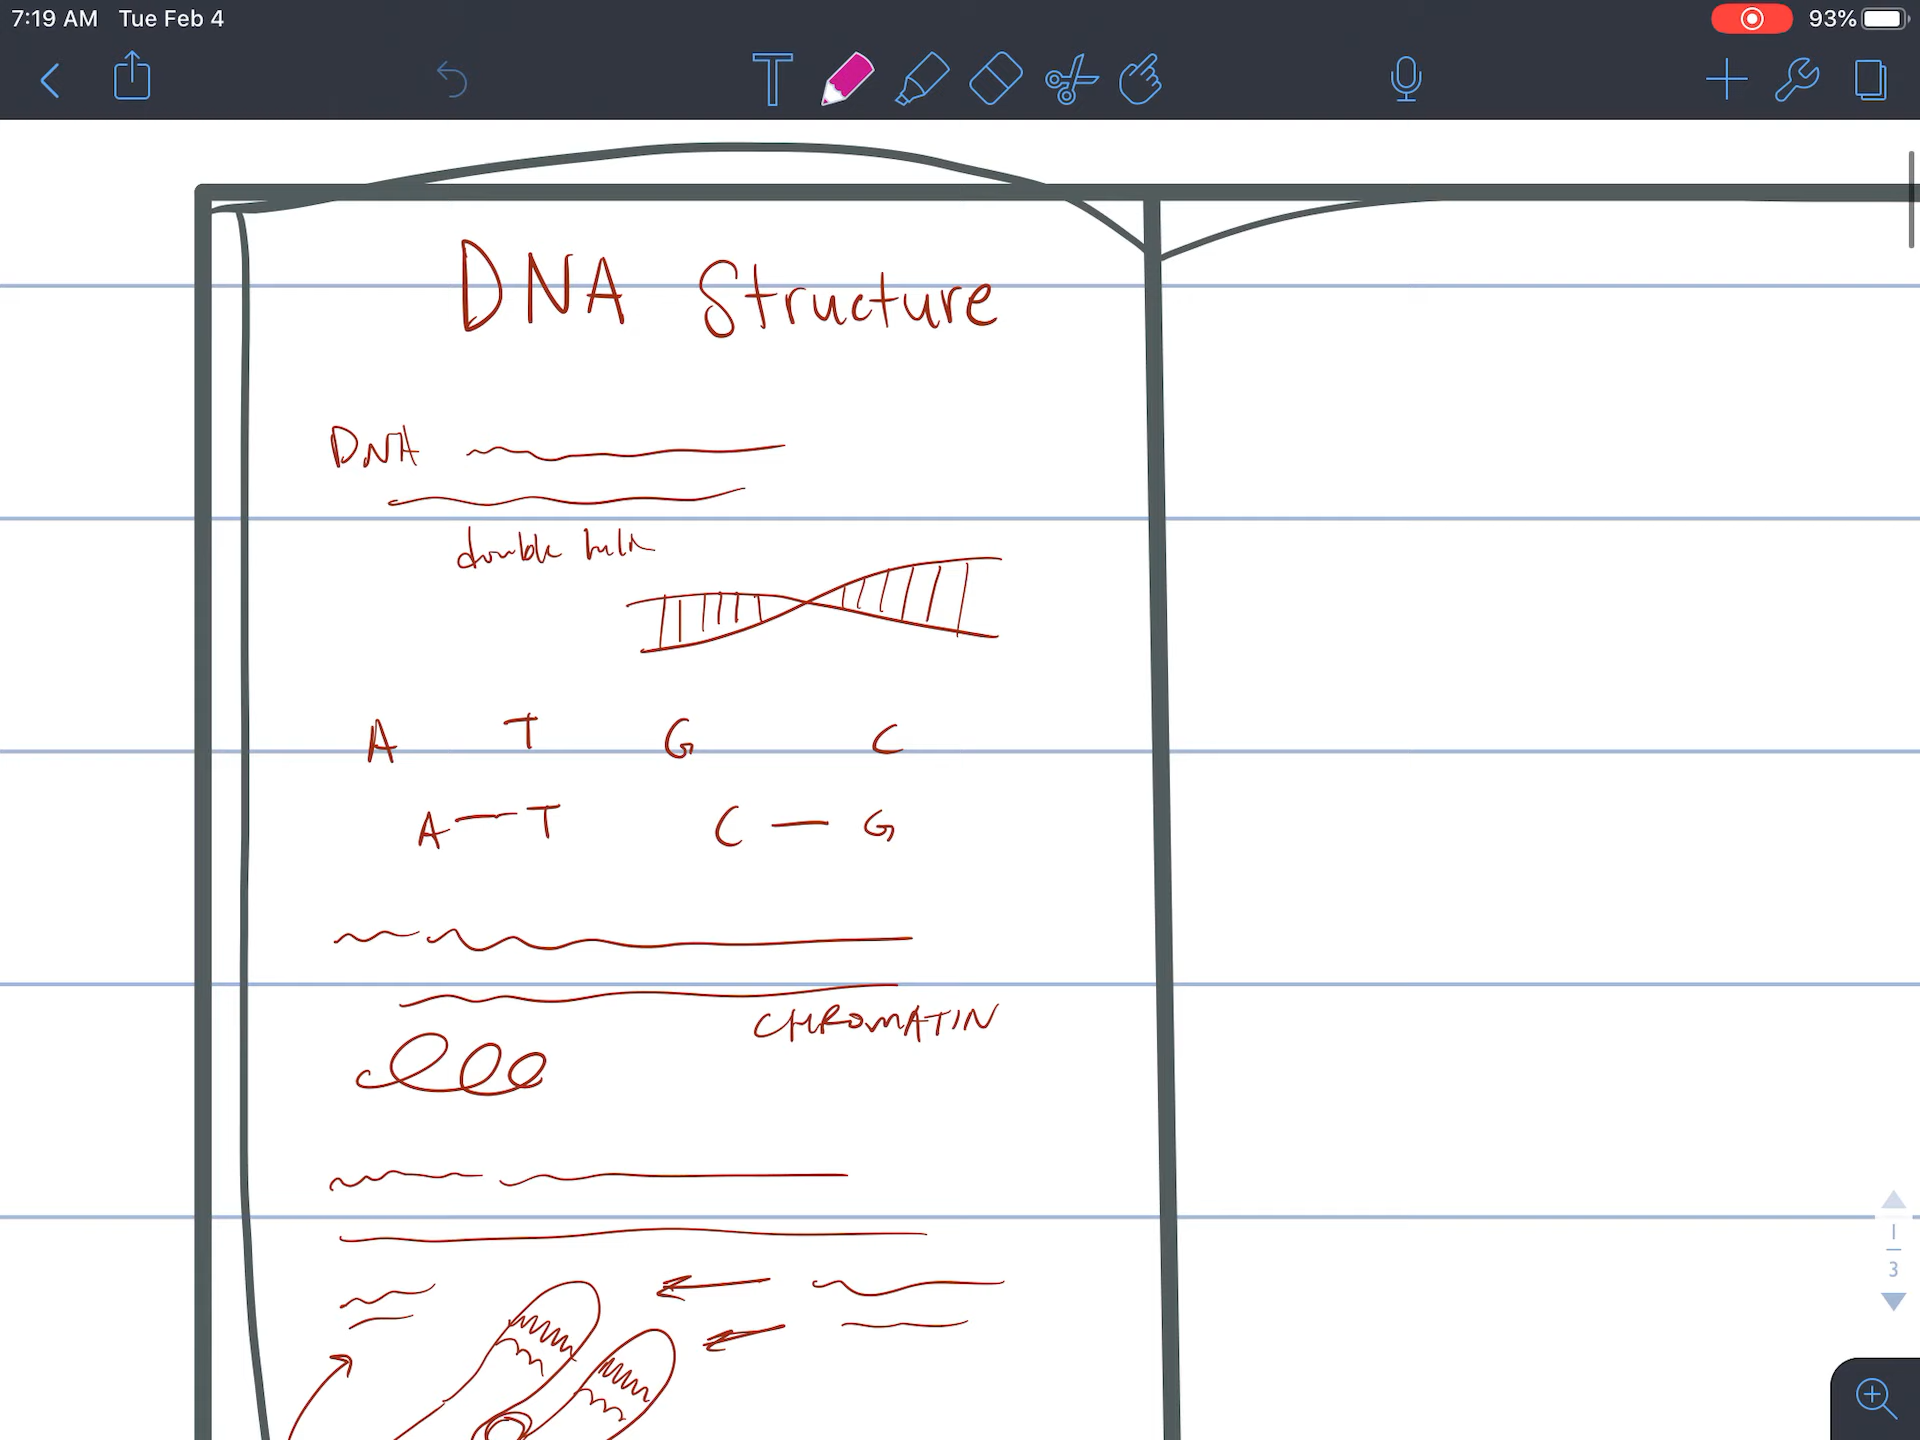 7:19 AM Tue Feb 4 93%
T
DNA Structure
DNA
double helix
A T G C
A — T C — G
CHROMATIN
1
3